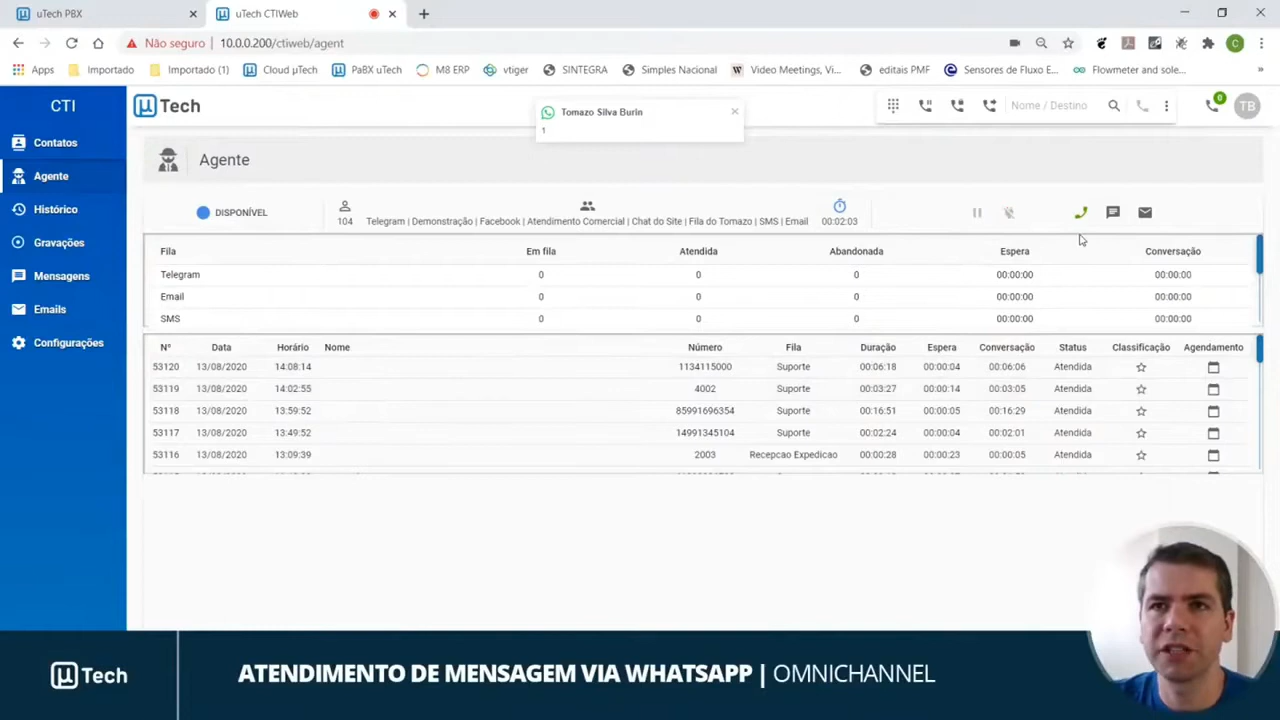 uTech PBX
uTech CTIWeb
Não seguro | 10.0.0.200/ctiweb/agent
C
Apps Importado Importado (1) Cloud µTech PaBX uTech M8 ERP vtiger SINTEGRA Simples Nacional Video Meetings, Vi... editais PMF Sensores de Fluxo E... Flowmeter and sole... »
CTI
µTech
Tomazo Silva Burin
1
Nome / Destino
0
TB
Contatos
Agente
Histórico
Gravações
Mensagens
Emails
Configurações
Agente
DISPONÍVEL
104
Telegram | Demonstração | Facebook | Atendimento Comercial | Chat do Site | Fila do Tomazo | SMS | Email
00:02:03
Fila Em fila Atendida Abandonada Espera Conversação
Telegram 0 0 0 00:00:00 00:00:00
Email 0 0 0 00:00:00 00:00:00
SMS 0 0 0 00:00:00 00:00:00
Nº Data Horário Nome Número Fila Duração Espera Conversação Status Classificação Agendamento
53120 13/08/2020 14:08:14 1134115000 Suporte 00:06:18 00:00:04 00:06:06 Atendida
53119 13/08/2020 14:02:55 4002 Suporte 00:03:27 00:00:14 00:03:05 Atendida
53118 13/08/2020 13:59:52 85991696354 Suporte 00:16:51 00:00:05 00:16:29 Atendida
53117 13/08/2020 13:49:52 14991345104 Suporte 00:02:24 00:00:04 00:02:01 Atendida
53116 13/08/2020 13:09:39 2003 Recepcao Expedicao 00:00:28 00:00:23 00:00:05 Atendida
µTech
ATENDIMENTO DE MENSAGEM VIA WHATSAPP | OMNICHANNEL